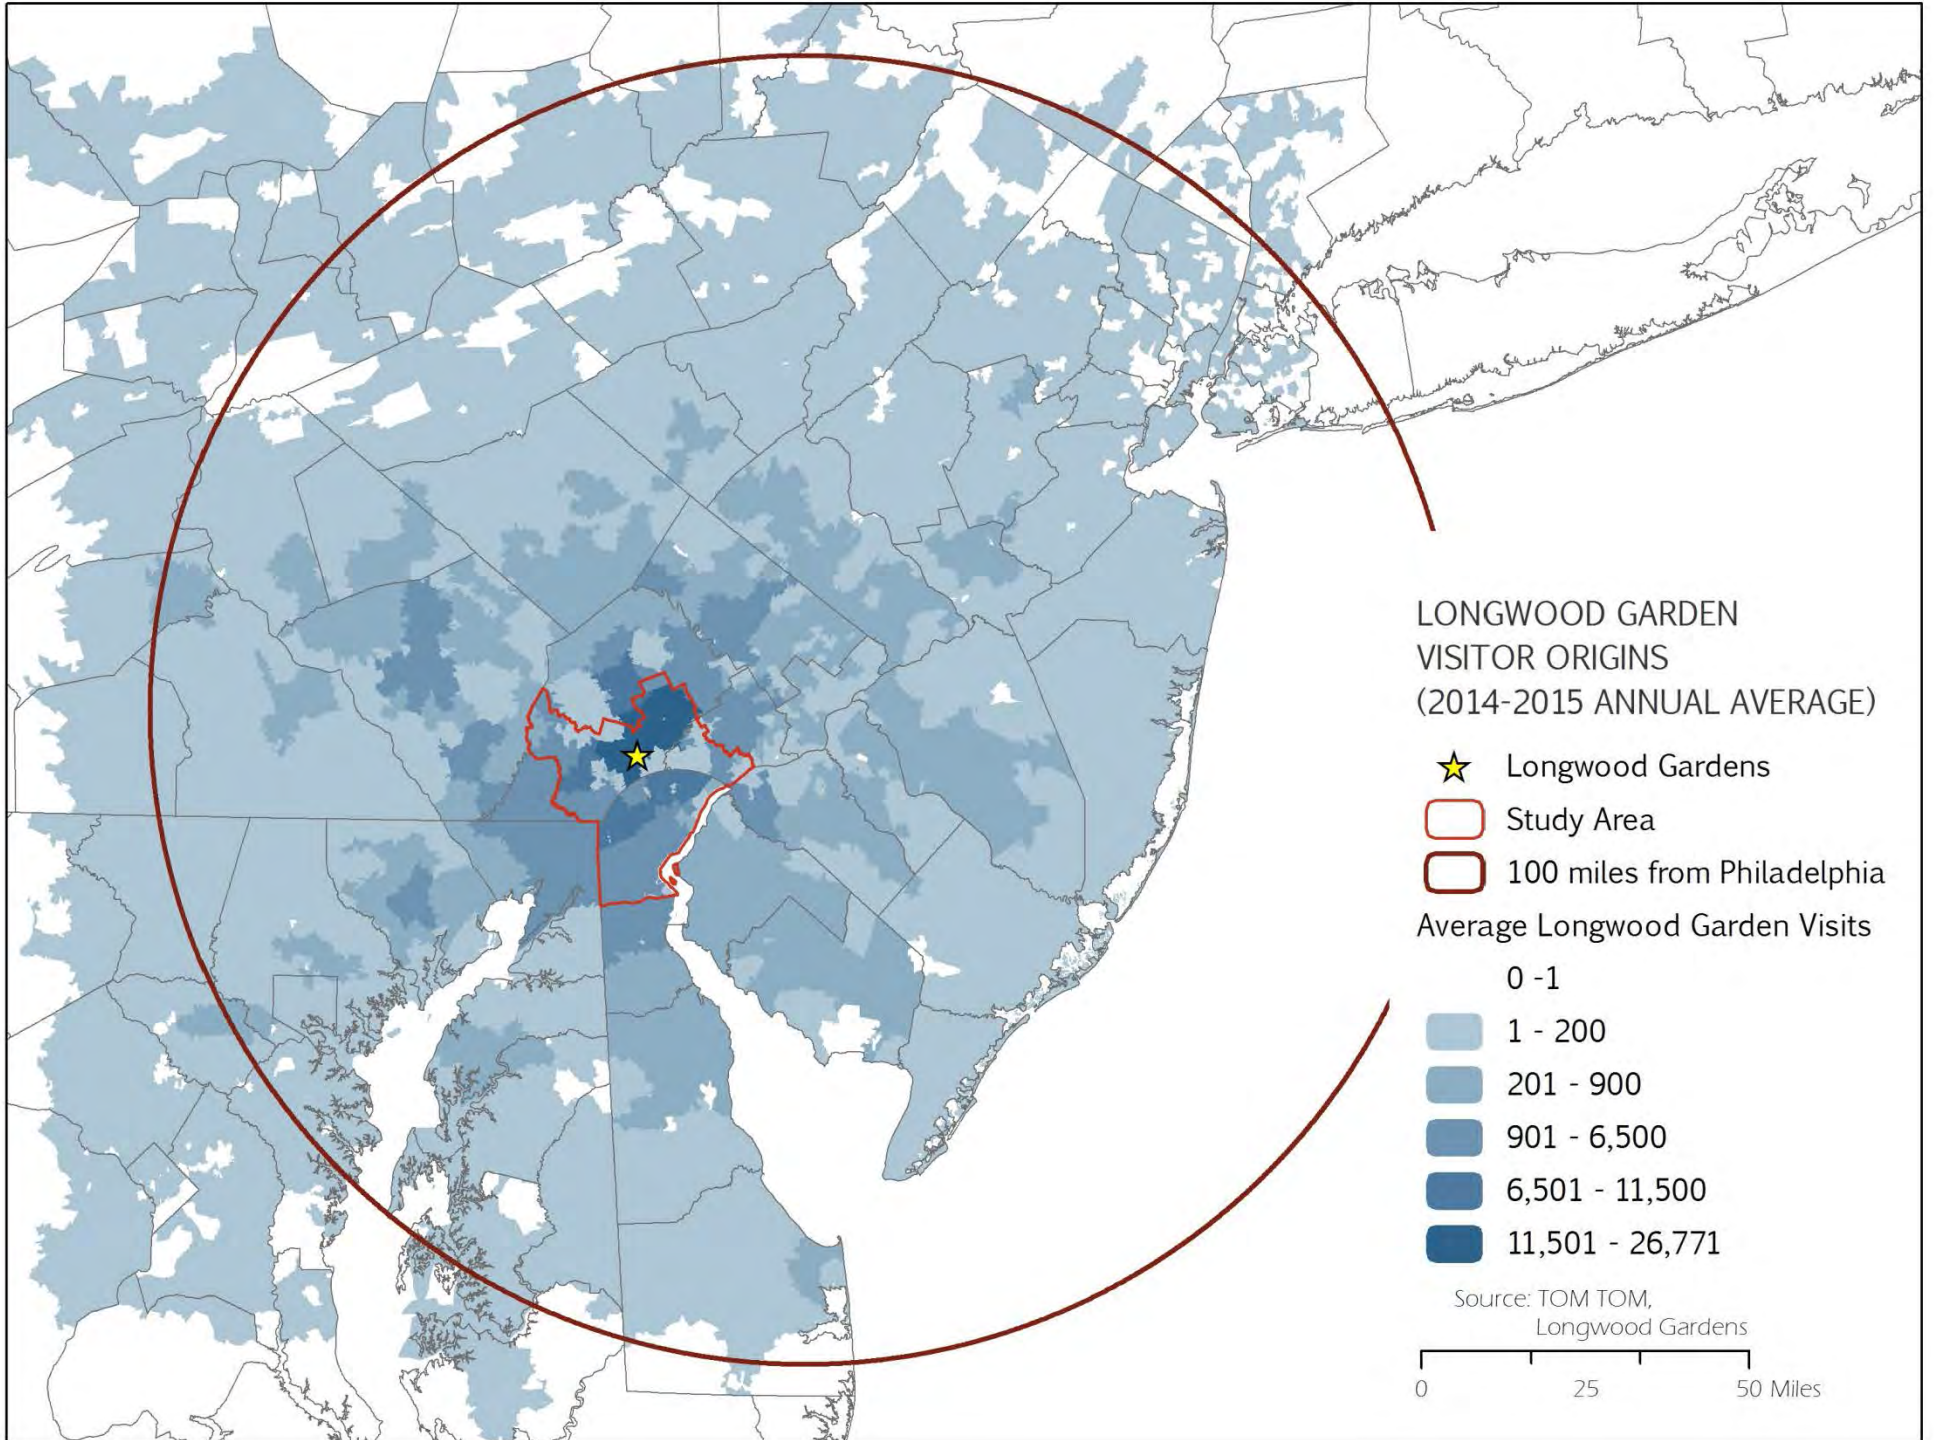 LONGWOOD GARDEN
VISITOR ORIGINS
(2014-2015 ANNUAL AVERAGE)
Longwood Gardens
Study Area
100 miles from Philadelphia
Average Longwood Garden Visits
0 -1
1 - 200
201 - 900
901 - 6,500
6,501 - 11,500
11,501 - 26,771
Source: TOM TOM,
Longwood Gardens
0 25 50 Miles